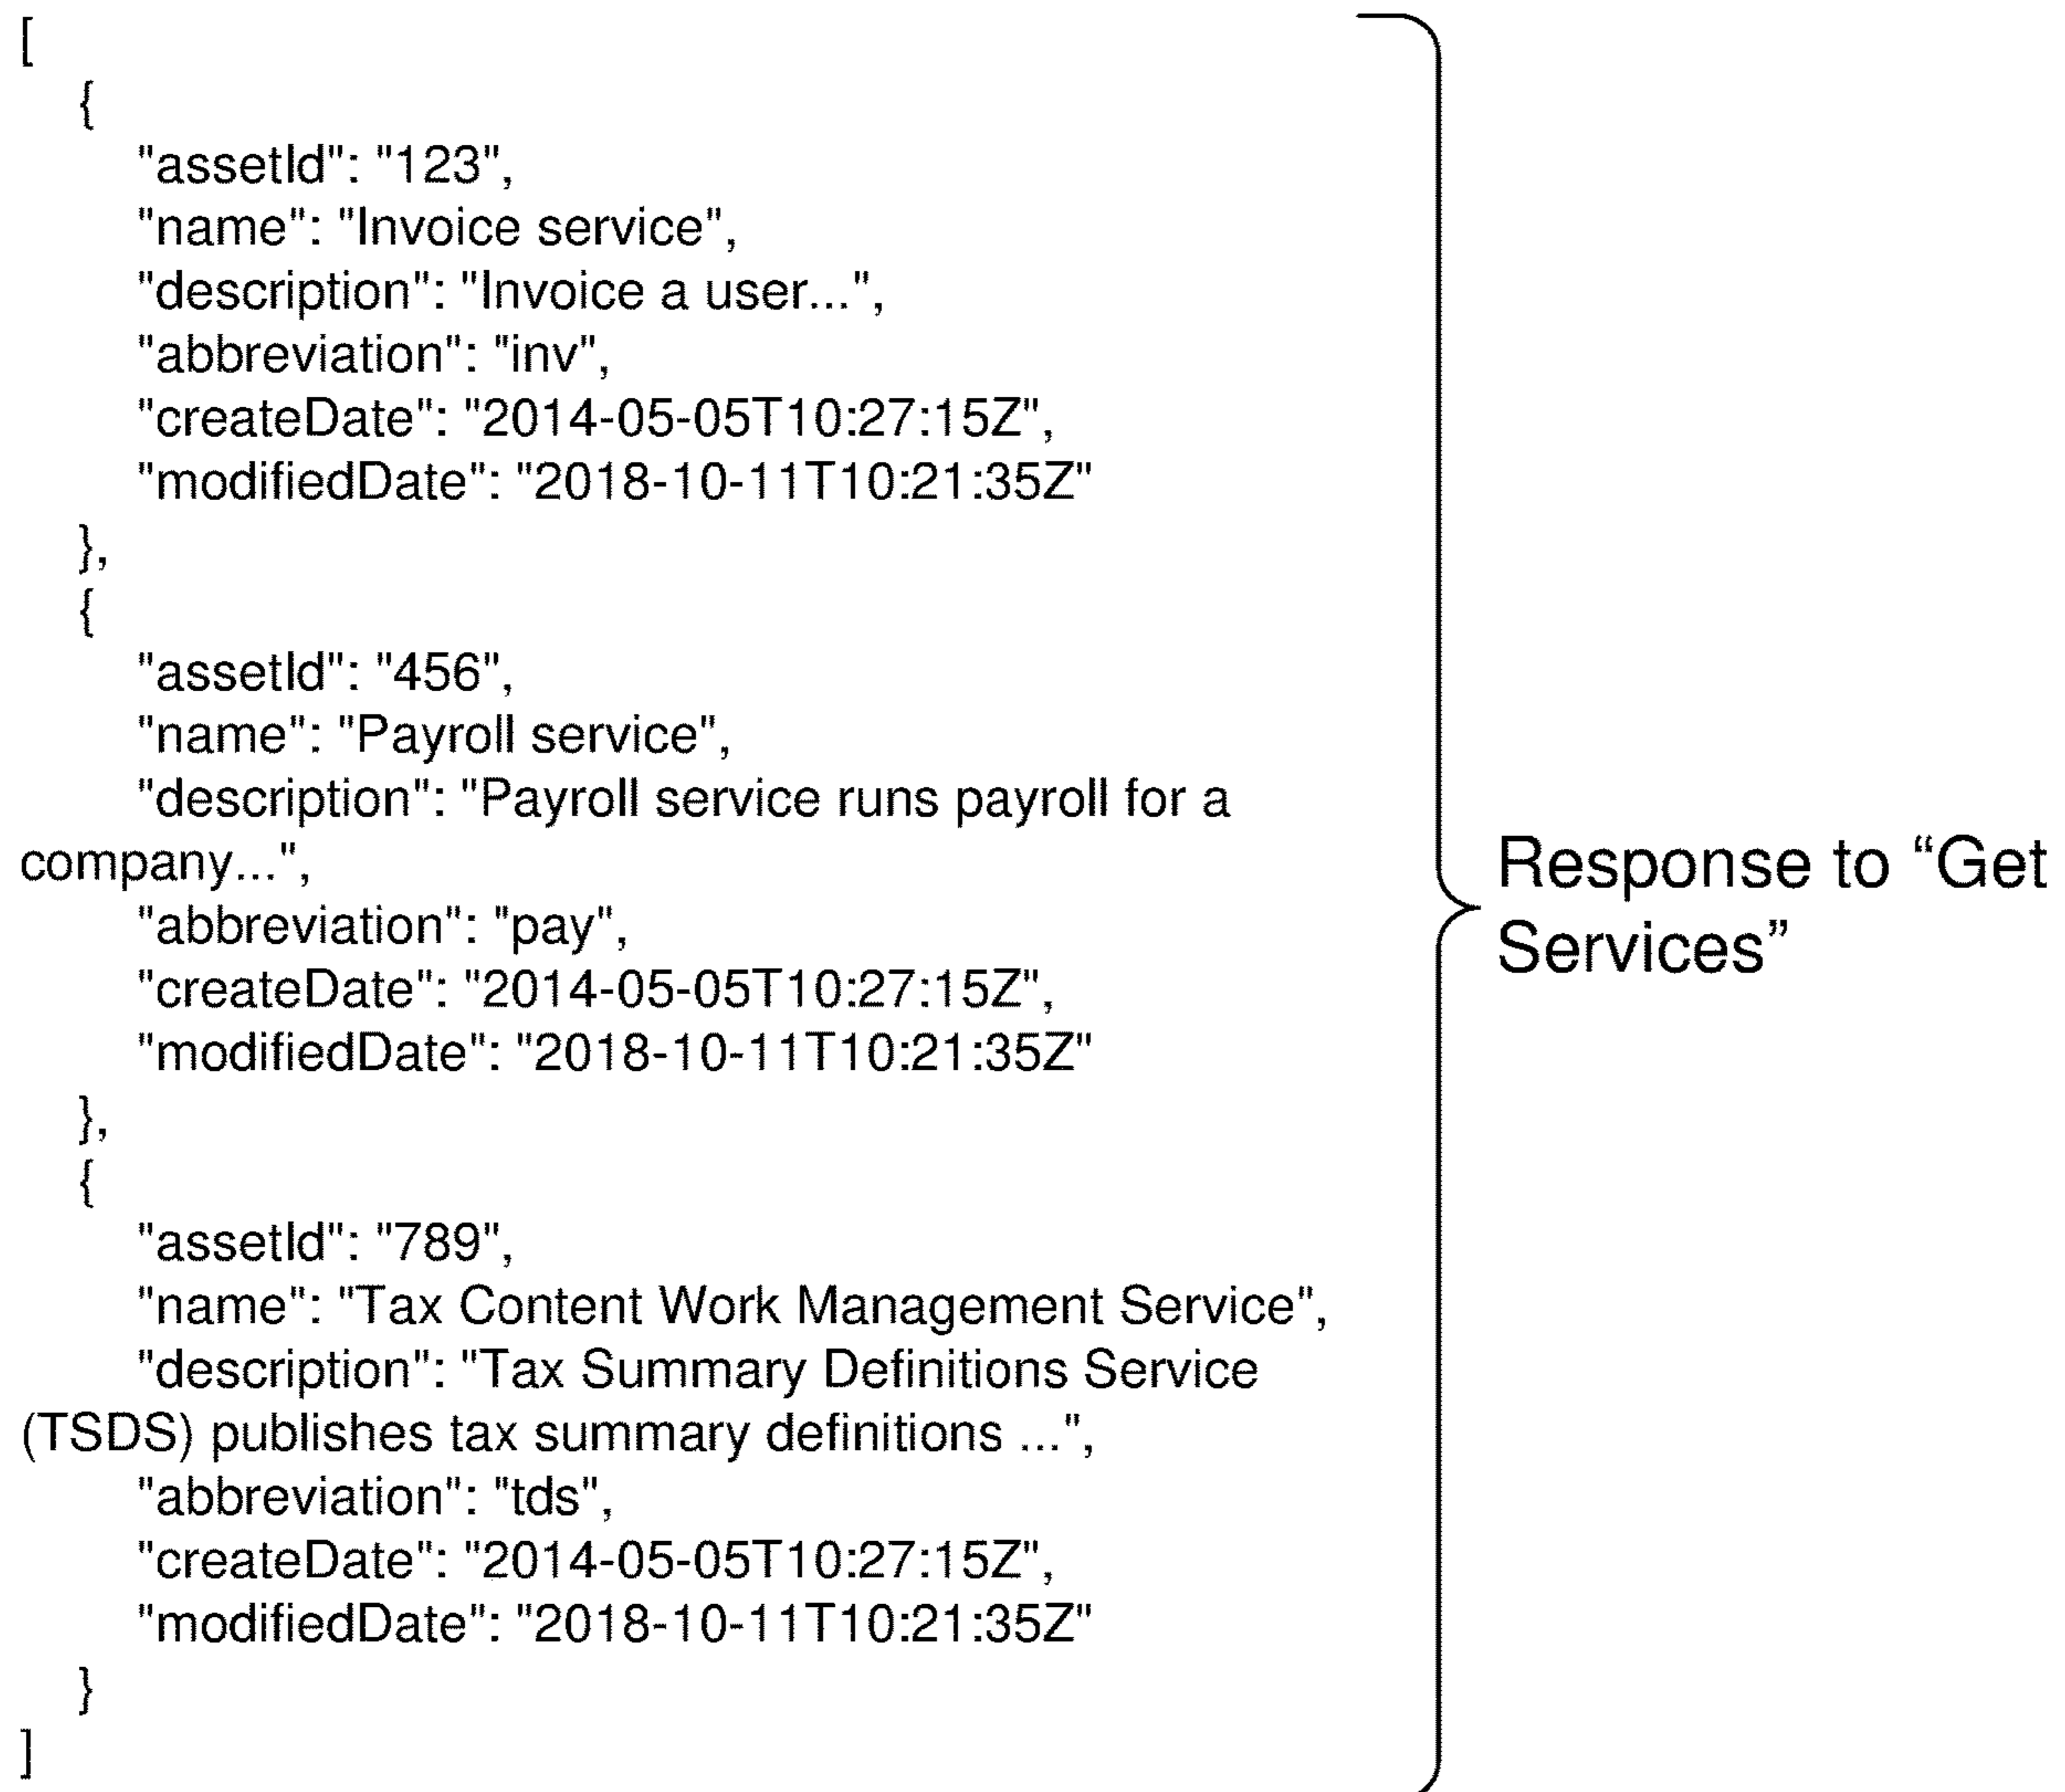 [
{
"assetId": "123",
"name": "Invoice service",
"description": "Invoice a user...",
"abbreviation": "inv",
"createDate": "2014-05-05T10:27:15Z",
"modifiedDate": "2018-10-11T10:21:35Z"
},
{
"assetId": "456",
"name": "Payroll service",
"description": "Payroll service runs payroll for a
company...",
"abbreviation": "pay",
"createDate": "2014-05-05T10:27:15Z",
"modifiedDate": "2018-10-11T10:21:35Z"
},
{
"assetId": "789",
"name": "Tax Content Work Management Service",
"description": "Tax Summary Definitions Service
(TSDS) publishes tax summary definitions ...",
"abbreviation": "tds",
"createDate": "2014-05-05T10:27:15Z",
"modifiedDate": "2018-10-11T10:21:35Z"
}
]
Response to “Get
Services”